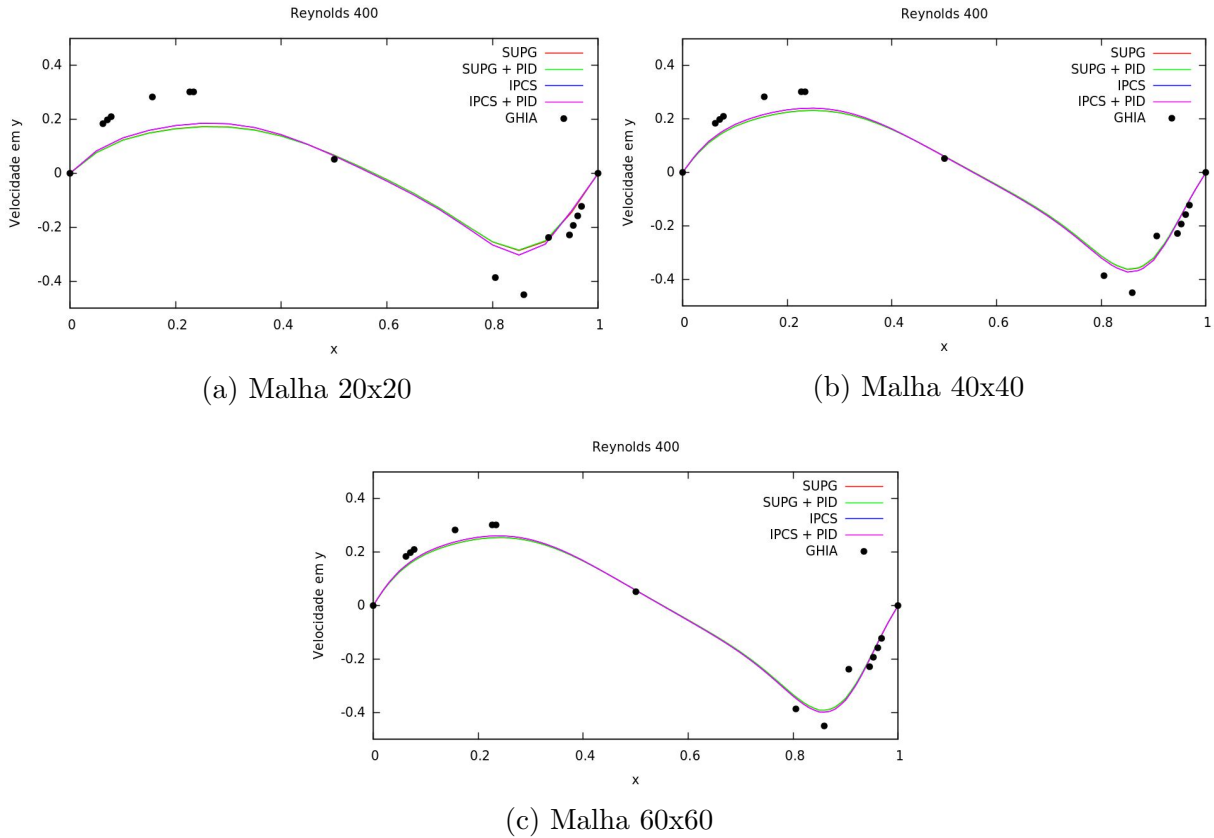 Reynolds 400
SUPG
SUPG + PID
IPCS
IPCS + PID
GHIA
0.4
0.2
0
-0.2
-0.4
Velocidade em y
0 0.2 0.4 0.6 0.8 1
x
(a) Malha 20x20
Reynolds 400
SUPG
SUPG + PID
IPCS
IPCS + PID
GHIA
0.4
0.2
0
-0.2
-0.4
Velocidade em y
0 0.2 0.4 0.6 0.8 1
x
(b) Malha 40x40
Reynolds 400
SUPG
SUPG + PID
IPCS
IPCS + PID
GHIA
0.4
0.2
0
-0.2
-0.4
Velocidade em y
0 0.2 0.4 0.6 0.8 1
x
(c) Malha 60x60